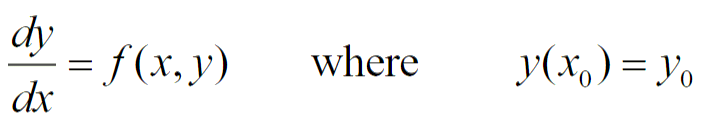 dy/dx = f(x, y) where y(x₀) = y₀